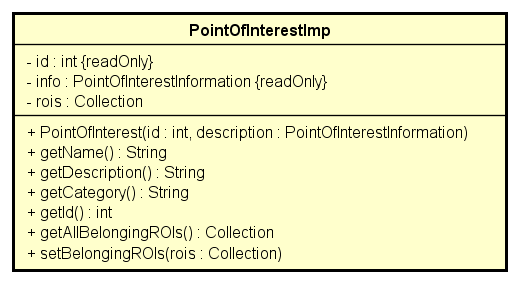 PointOfInterestImp
- id : int {readOnly}
- info : PointOfInterestInformation {readOnly}
- rois : Collection
+ PointOfInterest(id : int, description : PointOfInterestInformation)
+ getName() : String
+ getDescription() : String
+ getCategory() : String
+ getId() : int
+ getAllBelongingROIs() : Collection
+ setBelongingROIs(rois : Collection)